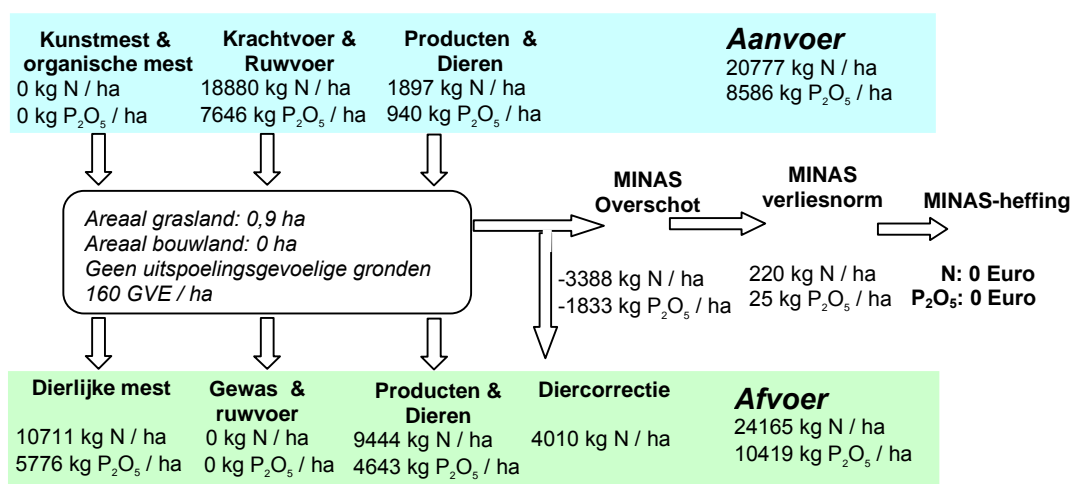 Kunstmest &
organische mest
0 kg N / ha
0 kg P₂O₅ / ha
Krachtvoer &
Ruwvoer
18880 kg N / ha
7646 kg P₂O₅ / ha
Producten &
Dieren
1897 kg N / ha
940 kg P₂O₅ / ha
Aanvoer
20777 kg N / ha
8586 kg P₂O₅ / ha
Areaal grasland: 0,9 ha
Areaal bouwland: 0 ha
Geen uitspoelingsgevoelige gronden
160 GVE / ha
MINAS
Overschot
-3388 kg N / ha
-1833 kg P₂O₅ / ha
MINAS
verliesnorm
220 kg N / ha
25 kg P₂O₅ / ha
MINAS-heffing
N: 0 Euro
P₂O₅: 0 Euro
Dierlijke mest
10711 kg N / ha
5776 kg P₂O₅ / ha
Gewas &
ruwvoer
0 kg N / ha
0 kg P₂O₅ / ha
Producten &
Dieren
9444 kg N / ha
4643 kg P₂O₅ / ha
Diercorrectie
4010 kg N / ha
Afvoer
24165 kg N / ha
10419 kg P₂O₅ / ha